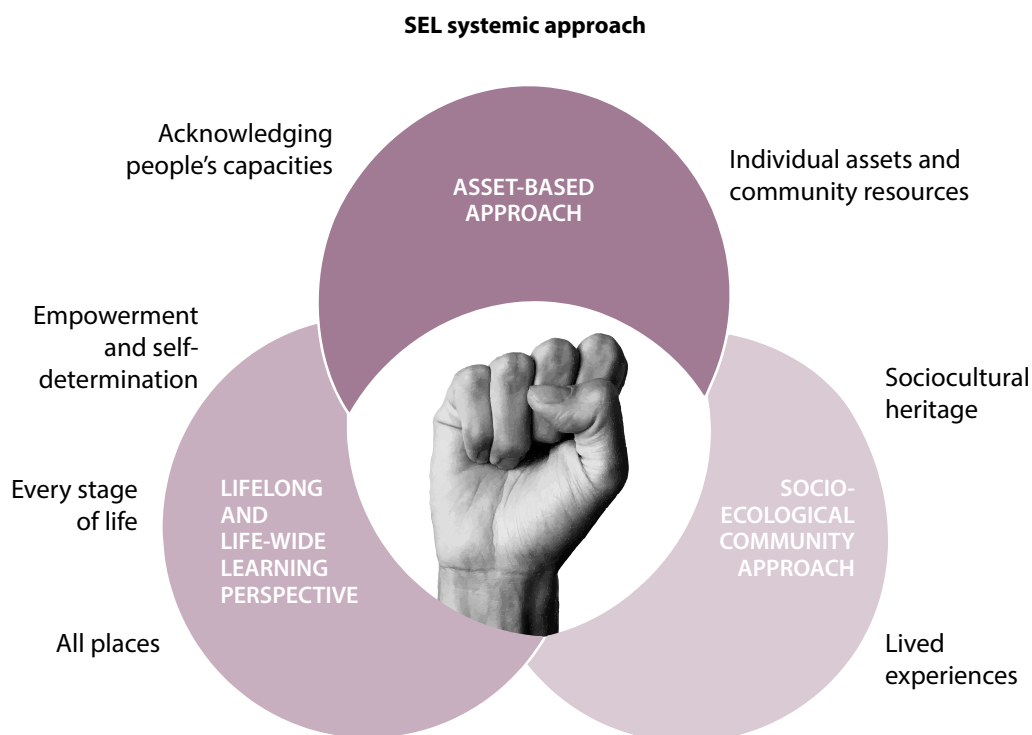 SEL systemic approach
Acknowledging
people’s capacities
ASSET-BASED
APPROACH
Individual assets and
community resources
Empowerment
and self-
determination
Sociocultural
heritage
Every stage
of life
LIFELONG
AND
LIFE-WIDE
LEARNING
PERSPECTIVE
SOCIO-
ECOLOGICAL
COMMUNITY
APPROACH
All places
Lived
experiences